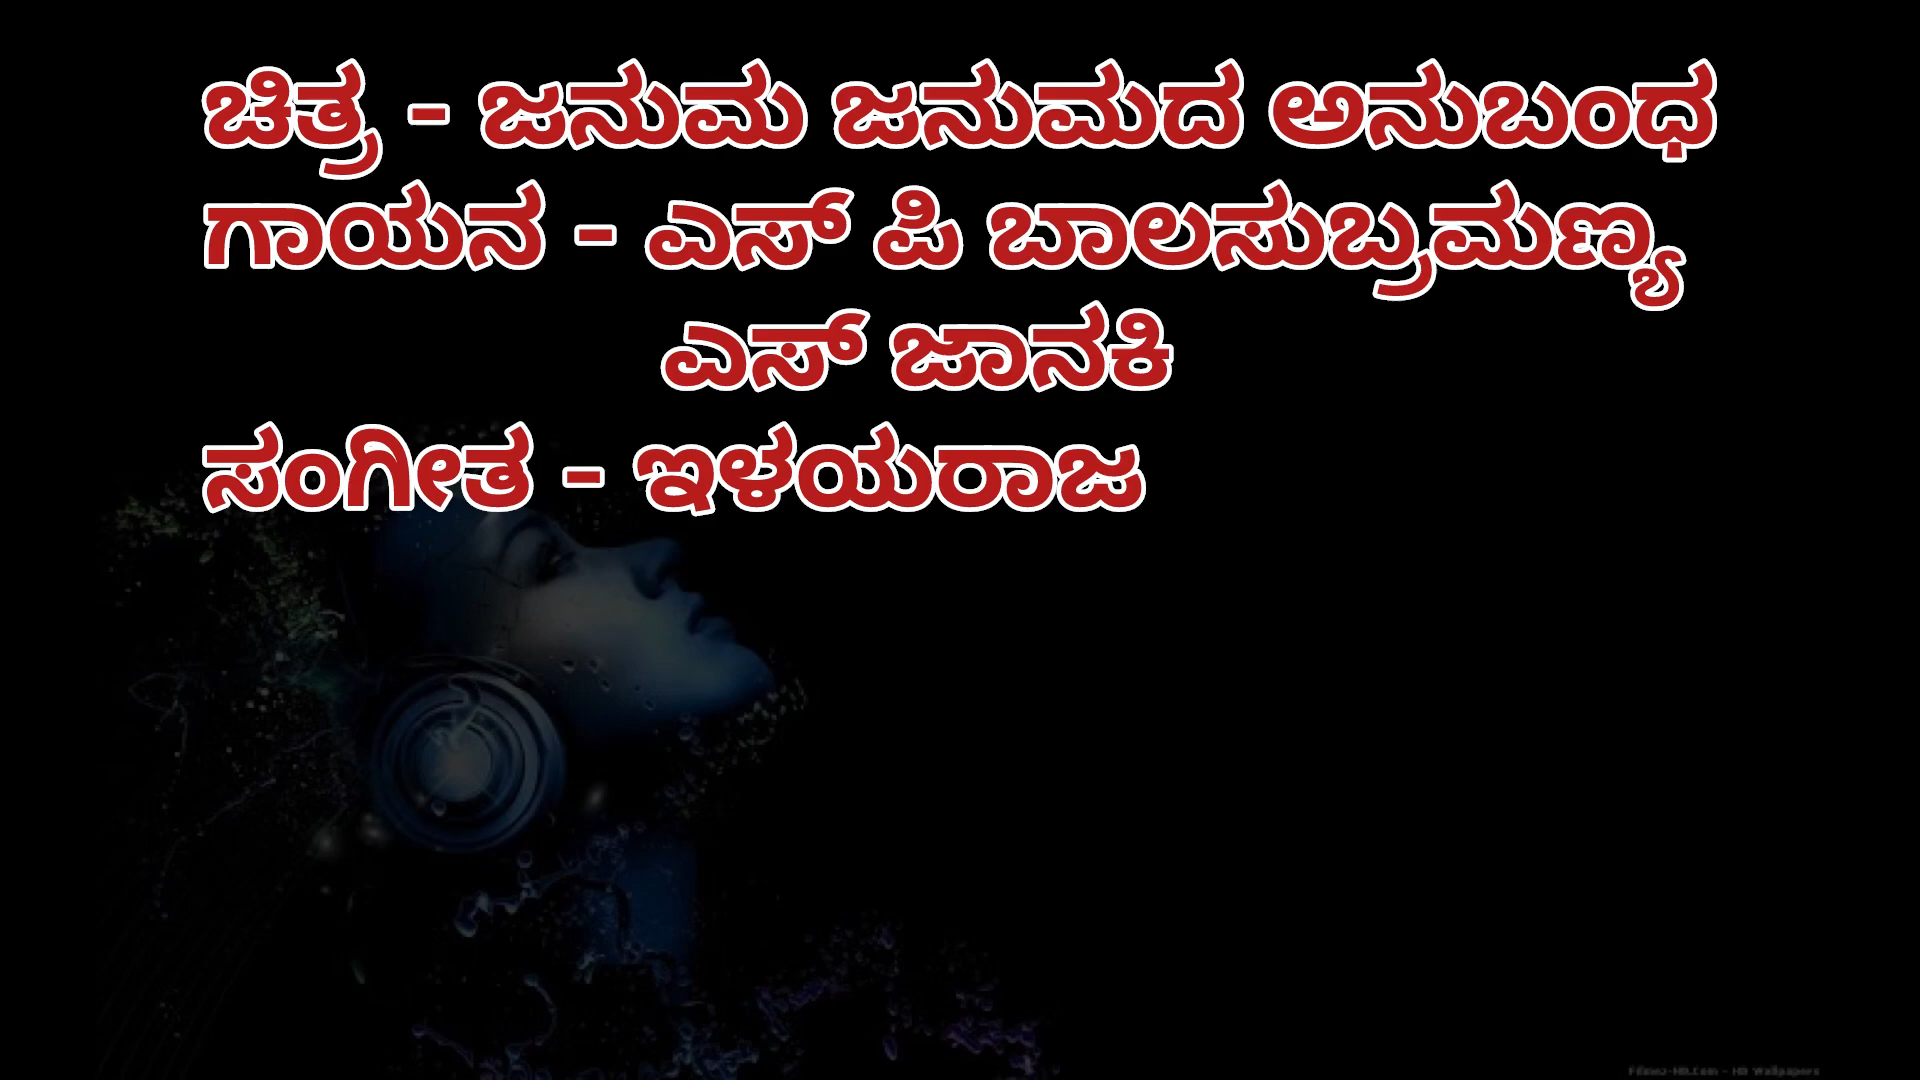 ಚಿತ್ರ - ಜನುಮ ಜನುಮದ ಅನುಬಂಧ
ಗಾಯನ - ಎಸ್ ಪಿ ಬಾಲಸುಬ್ರಮಣ್ಯ
ಎಸ್ ಜಾನಕಿ
ಸಂಗೀತ - ಇಳಯರಾಜ